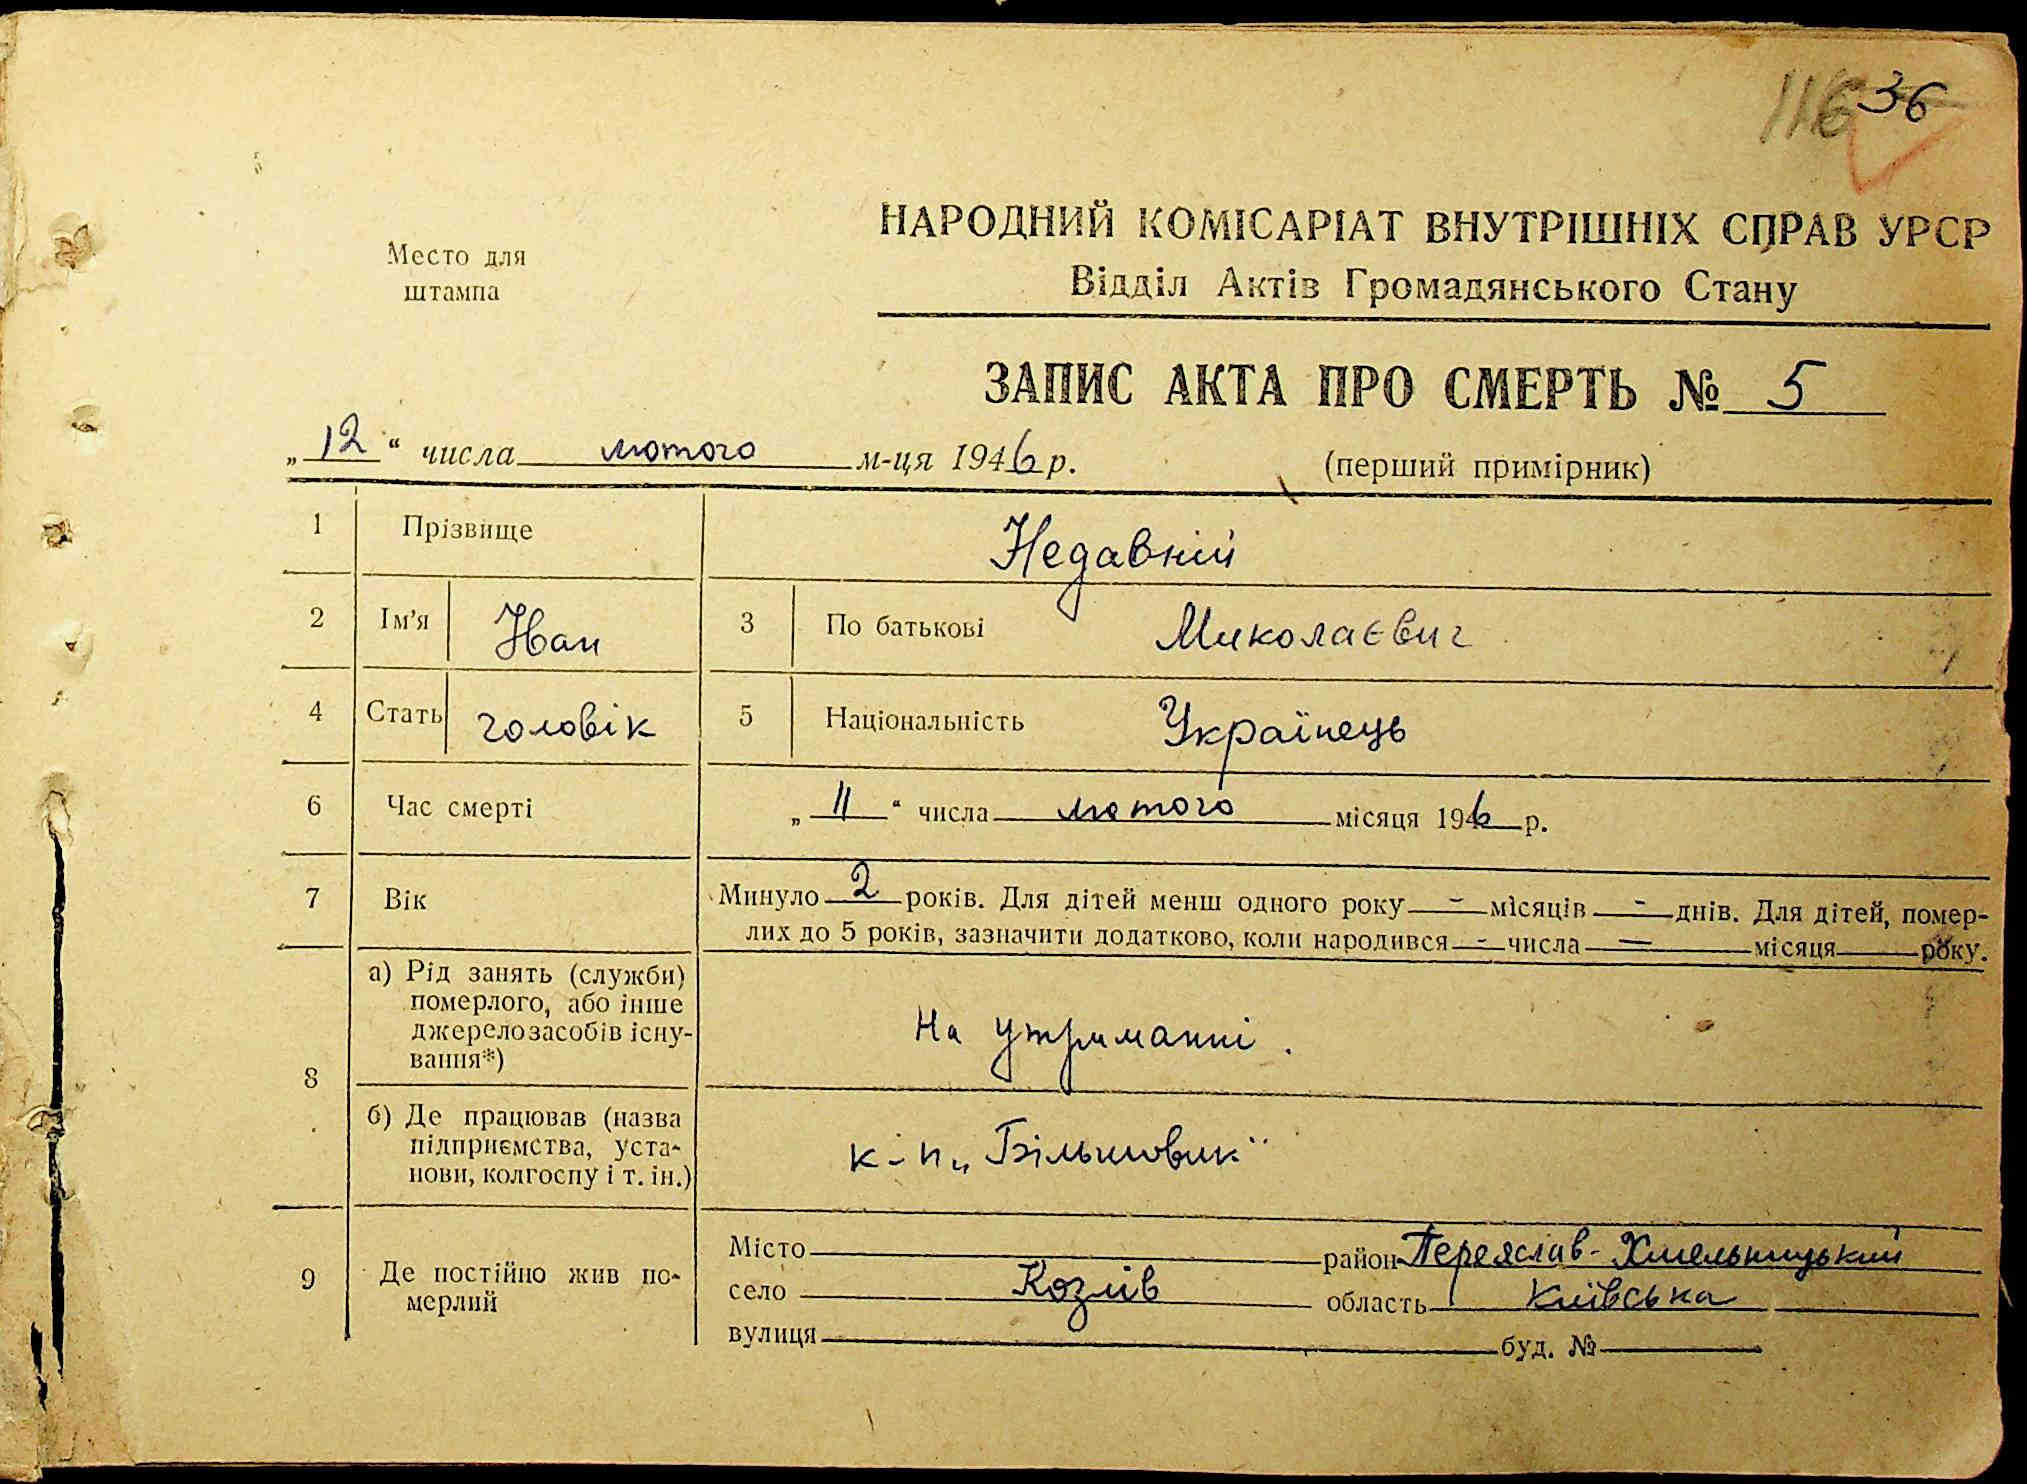 116 36
НАРОДНИЙ КОМІСАРІАТ ВНУТРІШНІХ СПРАВ УРСР
Відділ Актів Громадянського Стану
Место для
штампа
ЗАПИС АКТА ПРО СМЕРТЬ № 5
„12“ числа лютого м-ця 1946 р. (перший примірник)
1 Прізвище Недавній
2 Ім'я Іван 3 По батькові Миколаєвич
4 Стать чоловік 5 Національність Українець
6 Час смерті „11“ числа лютого місяця 1946 р.
7 Вік Минуло 2 років. Для дітей менш одного року - місяців - днів. Для дітей, помер-
лих до 5 років, зазначити додатково, коли народився - числа — місяця року.
8 а) Рід занять (служби)
померлого, або інше
джерело засобів існу-
вання*)
На утриманні.
б) Де працював (назва
підприємства, уста-
нови, колгоспу і т. ін.)
к-п „Більшовик"
9 Де постійно жив по-
мерлий
Місто район Переяслав-Хмельницький
село Козлів область Київська
вулиця буд. №